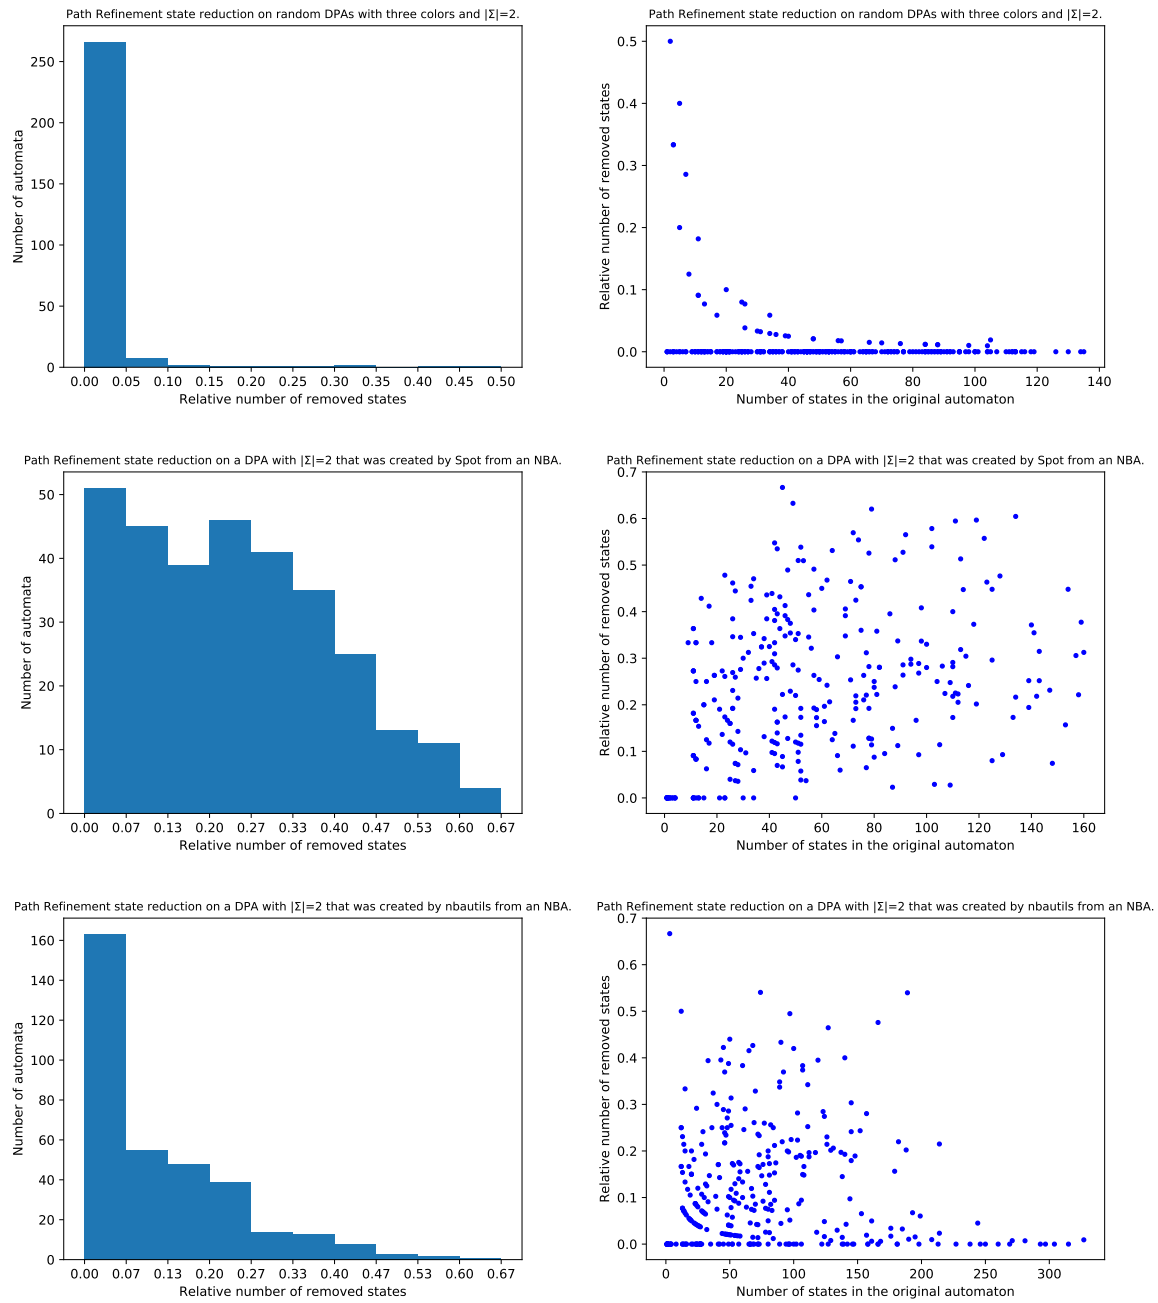 Path Refinement state reduction on random DPAs with three colors and |Σ|=2.
Number of automata
250
200
150
100
50
0
0.00 0.05 0.10 0.15 0.20 0.25 0.30 0.35 0.40 0.45 0.50
Relative number of removed states
Path Refinement state reduction on random DPAs with three colors and |Σ|=2.
Relative number of removed states
0.5
0.4
0.3
0.2
0.1
0.0
0 20 40 60 80 100 120 140
Number of states in the original automaton
Path Refinement state reduction on a DPA with |Σ|=2 that was created by Spot from an NBA.
Number of automata
50
40
30
20
10
0
0.00 0.07 0.13 0.20 0.27 0.33 0.40 0.47 0.53 0.60 0.67
Relative number of removed states
Path Refinement state reduction on a DPA with |Σ|=2 that was created by Spot from an NBA.
Relative number of removed states
0.7
0.6
0.5
0.4
0.3
0.2
0.1
0.0
0 20 40 60 80 100 120 140 160
Number of states in the original automaton
Path Refinement state reduction on a DPA with |Σ|=2 that was created by nbautils from an NBA.
Number of automata
160
140
120
100
80
60
40
20
0
0.00 0.07 0.13 0.20 0.27 0.33 0.40 0.47 0.53 0.60 0.67
Relative number of removed states
Path Refinement state reduction on a DPA with |Σ|=2 that was created by nbautils from an NBA.
Relative number of removed states
0.7
0.6
0.5
0.4
0.3
0.2
0.1
0.0
0 50 100 150 200 250 300
Number of states in the original automaton